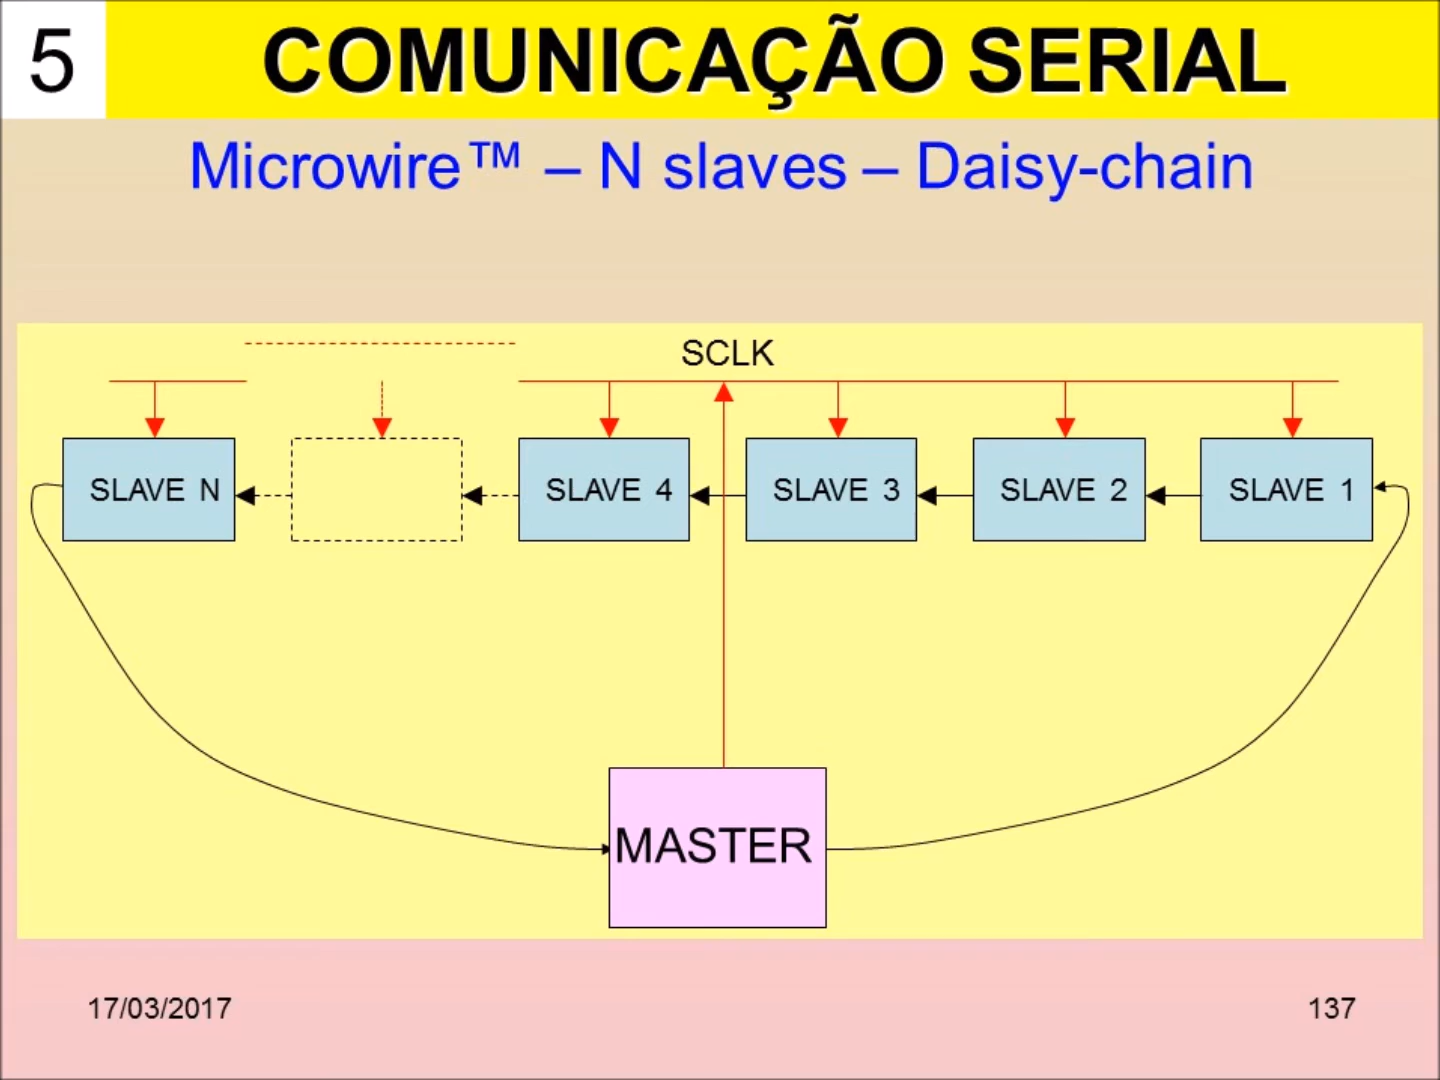 5
COMUNICAÇÃO SERIAL
Microwire™ – N slaves – Daisy-chain
SCLK
SLAVE N
SLAVE 4
SLAVE 3
SLAVE 2
SLAVE 1
MASTER
17/03/2017
137